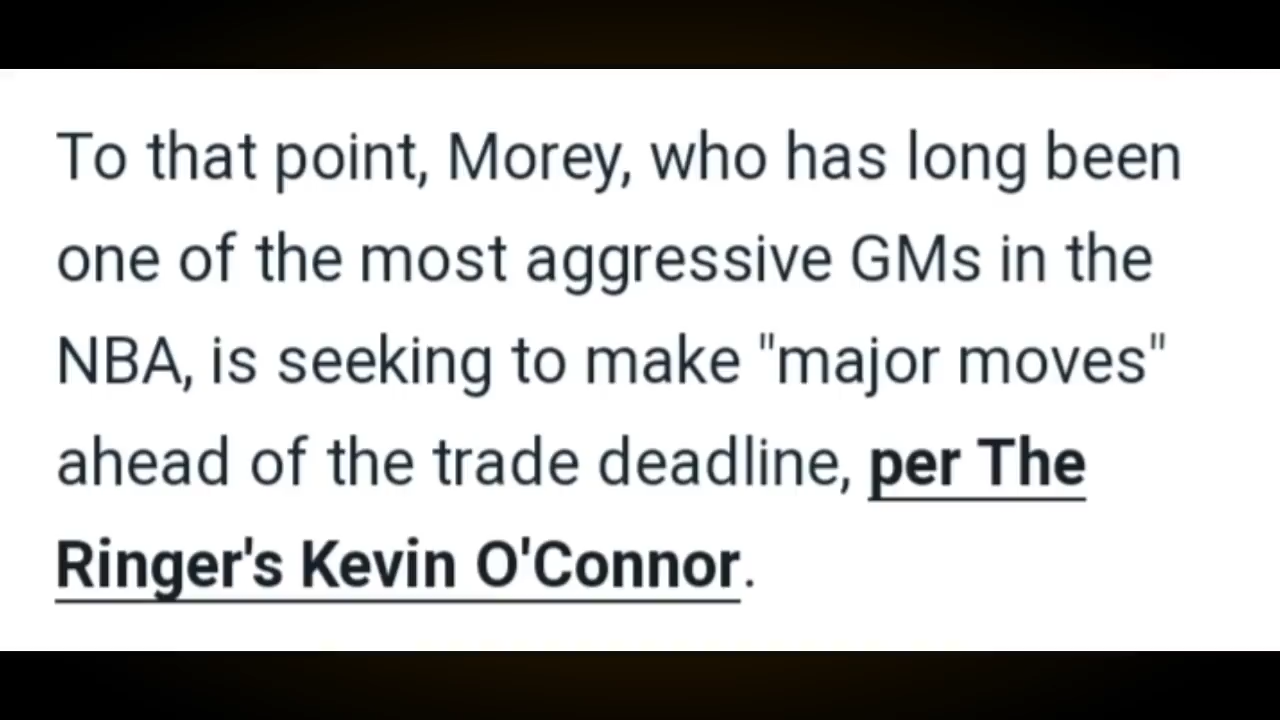 To that point, Morey, who has long been
one of the most aggressive GMs in the
NBA, is seeking to make "major moves"
ahead of the trade deadline, per The
Ringer's Kevin O'Connor.